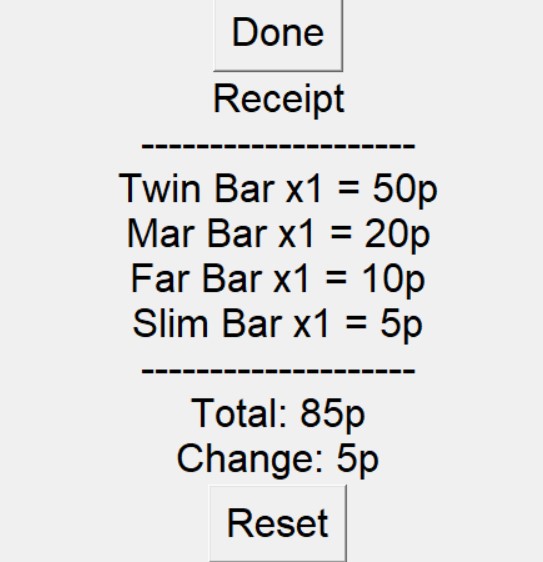 Done
Receipt
--------------------
Twin Bar x1 = 50p
Mar Bar x1 = 20p
Far Bar x1 = 10p
Slim Bar x1 = 5p
--------------------
Total: 85p
Change: 5p
Reset